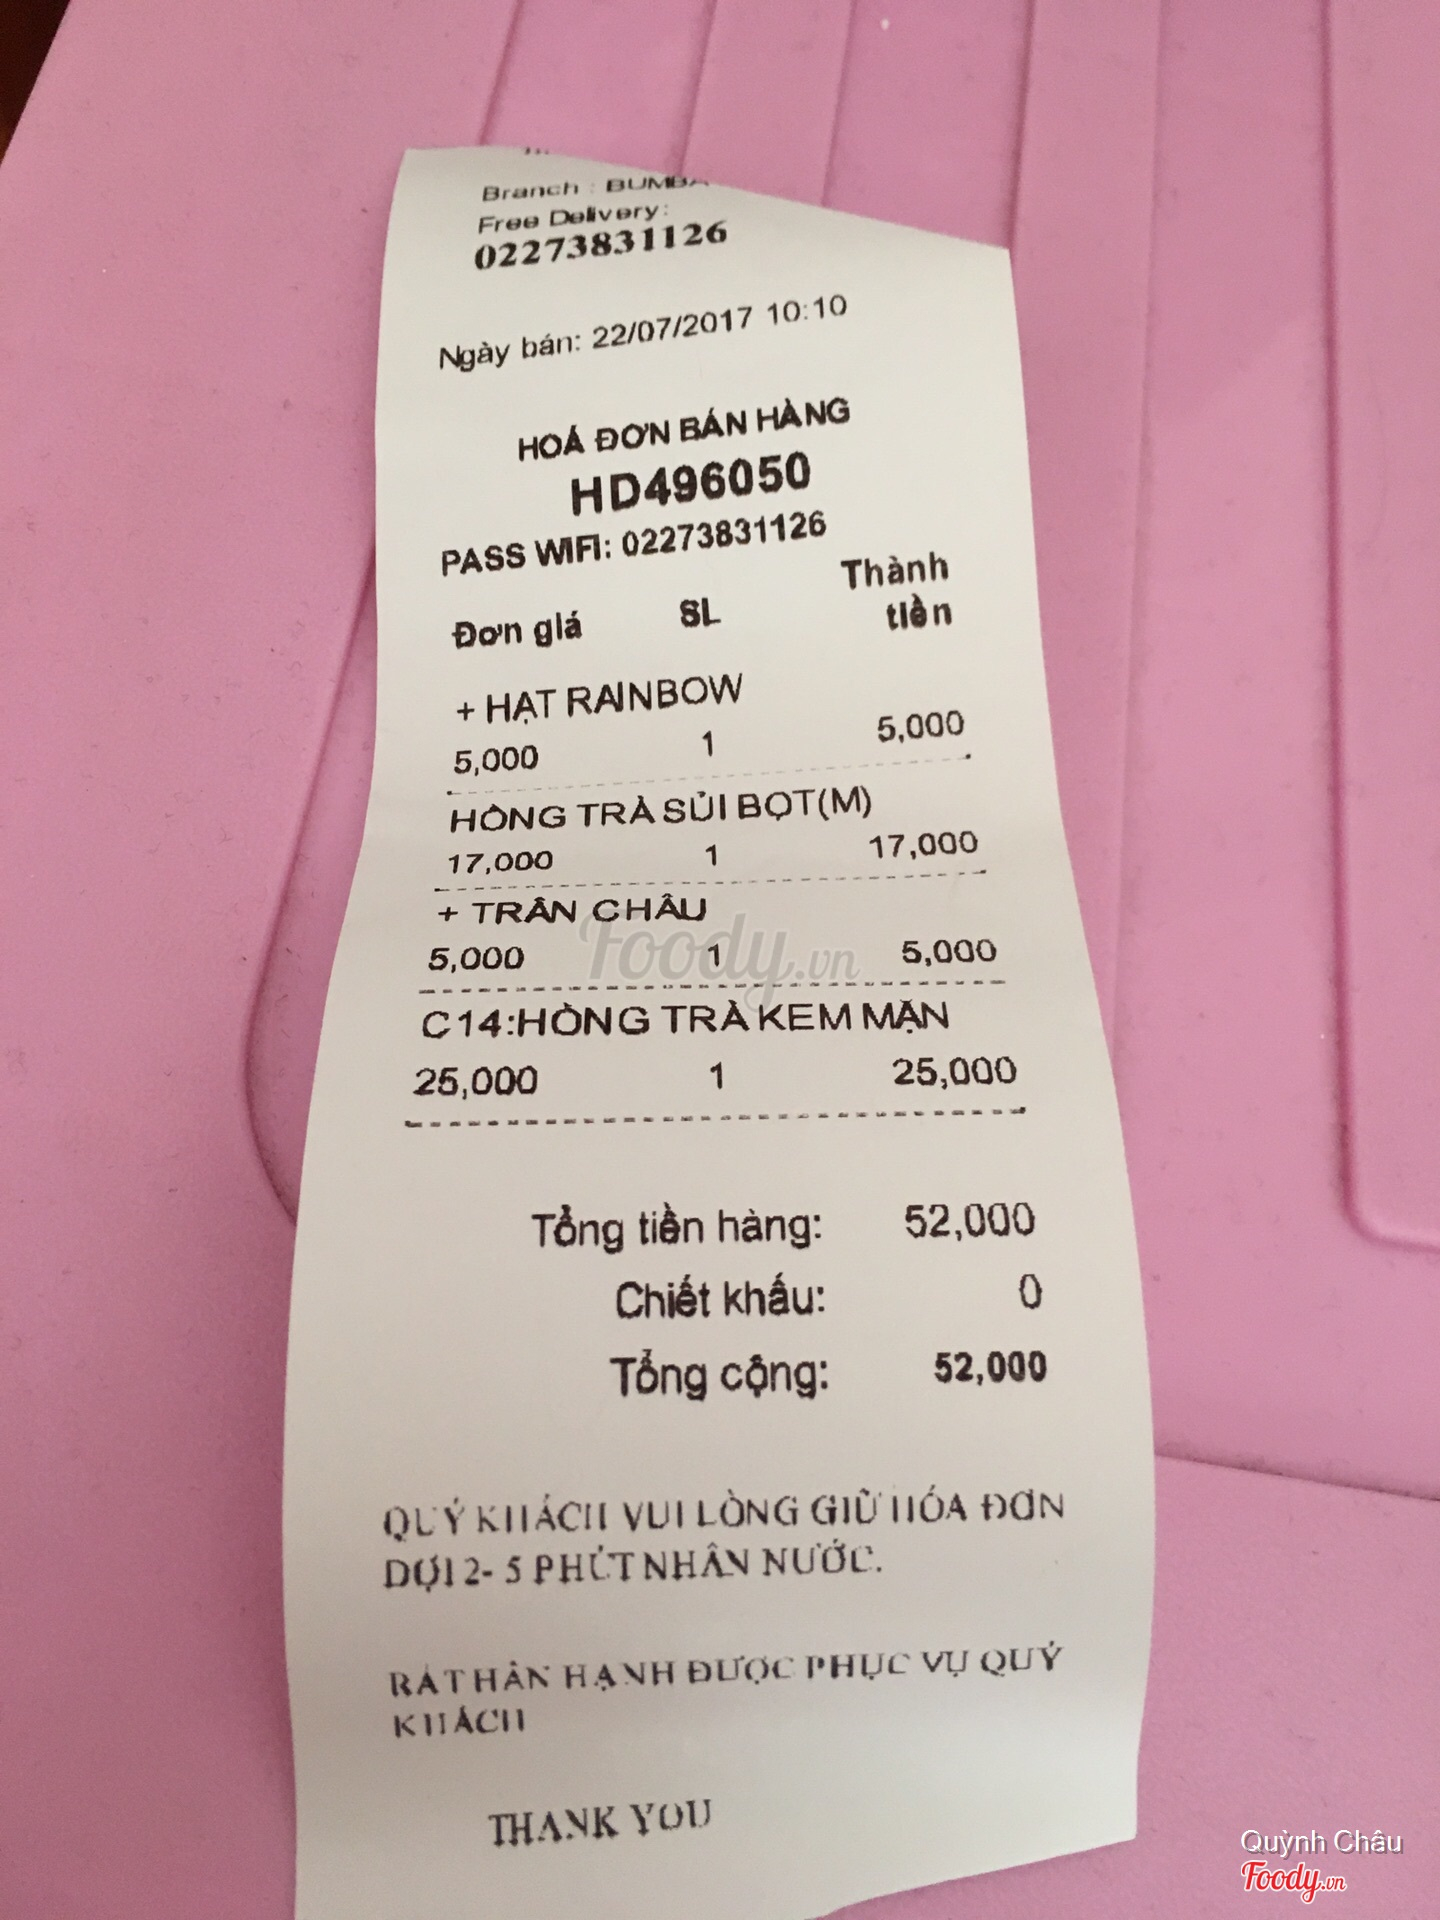 Branch : BUMBA
Free Delivery:
02273831126
Ngày bán: 22/07/2017 10:10
HOÁ ĐƠN BÁN HÀNG
HD496050
PASS WIFI: 02273831126
Đơn giá SL Thành tiền
+ HẠT RAINBOW
5,000 1 5,000
HỒNG TRÀ SỦI BỌT(M)
17,000 1 17,000
+ TRÂN CHÂU
5,000 1 5,000
Foody.vn
C14:HỒNG TRÀ KEM MẶN
25,000 1 25,000
Tổng tiền hàng: 52,000
Chiết khấu: 0
Tổng cộng: 52,000
QUÝ KHÁCH VUI LÒNG GIỮ HÓA ĐƠN
DỢI 2- 5 PHÚT NHẬN NƯỚC.
RẤT HÂN HẠNH ĐƯỢC PHỤC VỤ QUÝ
KHÁCH
THANK YOU
Quỳnh Châu
Foody.vn